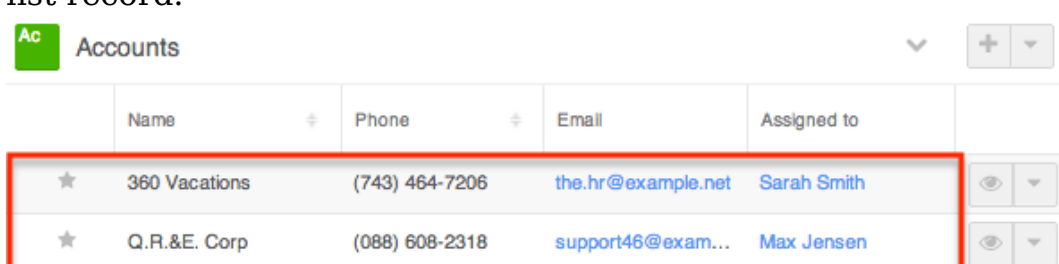 list record.
Ac Accounts
Name Phone Email Assigned to
360 Vacations (743) 464-7206 the.hr@example.net Sarah Smith
Q.R.&E. Corp (088) 608-2318 support46@exam... Max Jensen